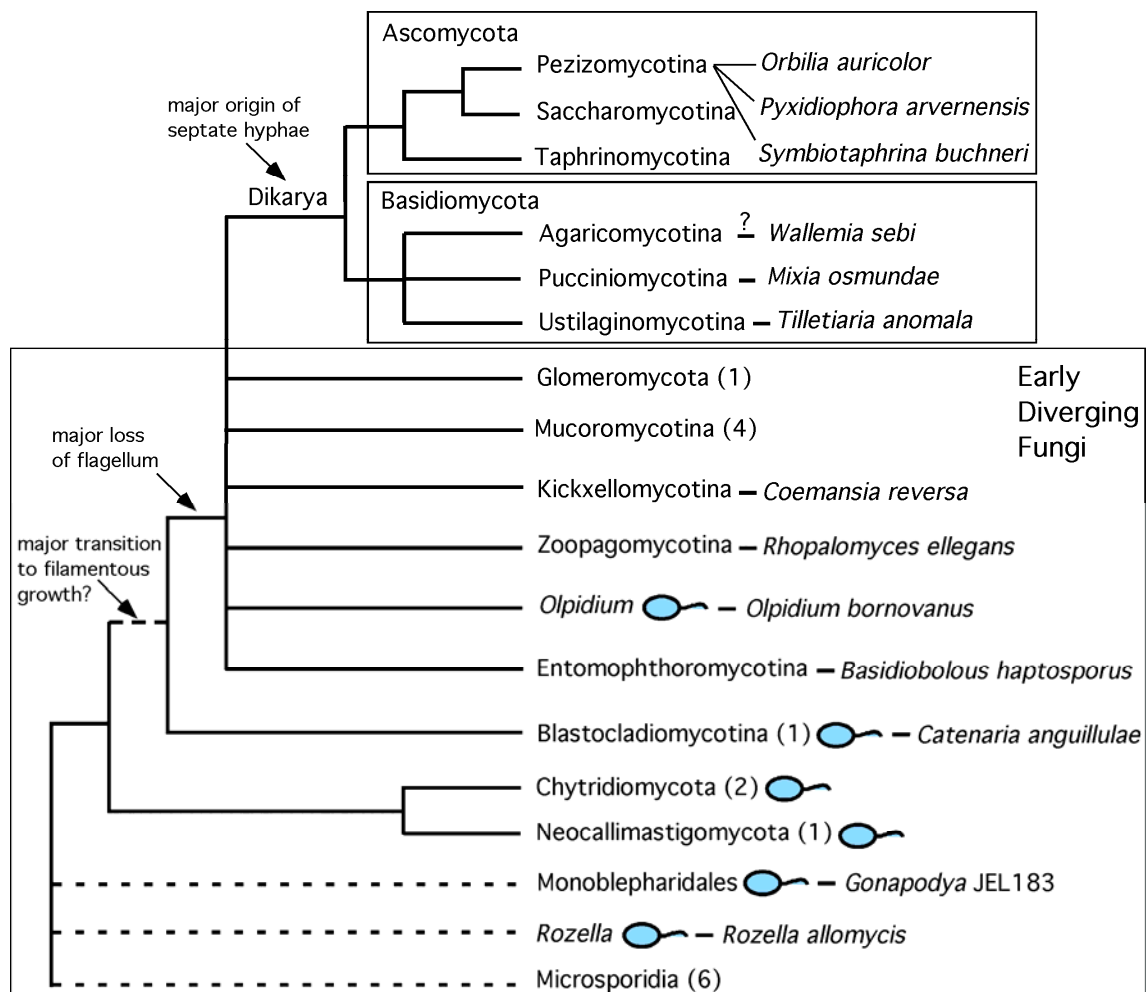 Ascomycota
Pezizomycotina Orbilia auricolor
major origin of
septate hyphae
Saccharomycotina Pyxidiophora arvernensis
Taphrinomycotina Symbiotaphrina buchneri
Dikarya
Basidiomycota
Agaricomycotina ? Wallemia sebi
Pucciniomycotina – Mixia osmundae
Ustilaginomycotina – Tilletiaria anomala
Glomeromycota (1)
Early
Diverging
Fungi
Mucoromycotina (4)
major loss
of flagellum
Kickxellomycotina – Coemansia reversa
major transition
to filamentous
growth?
Zoopagomycotina – Rhopalomyces ellegans
Olpidium – Olpidium bornovanus
Entomophthoromycotina – Basidiobolous haptosporus
Blastocladiomycotina (1) – Catenaria anguillulae
Chytridiomycota (2)
Neocallimastigomycota (1)
Monoblepharidales – Gonapodya JEL183
Rozella – Rozella allomycis
Microsporidia (6)